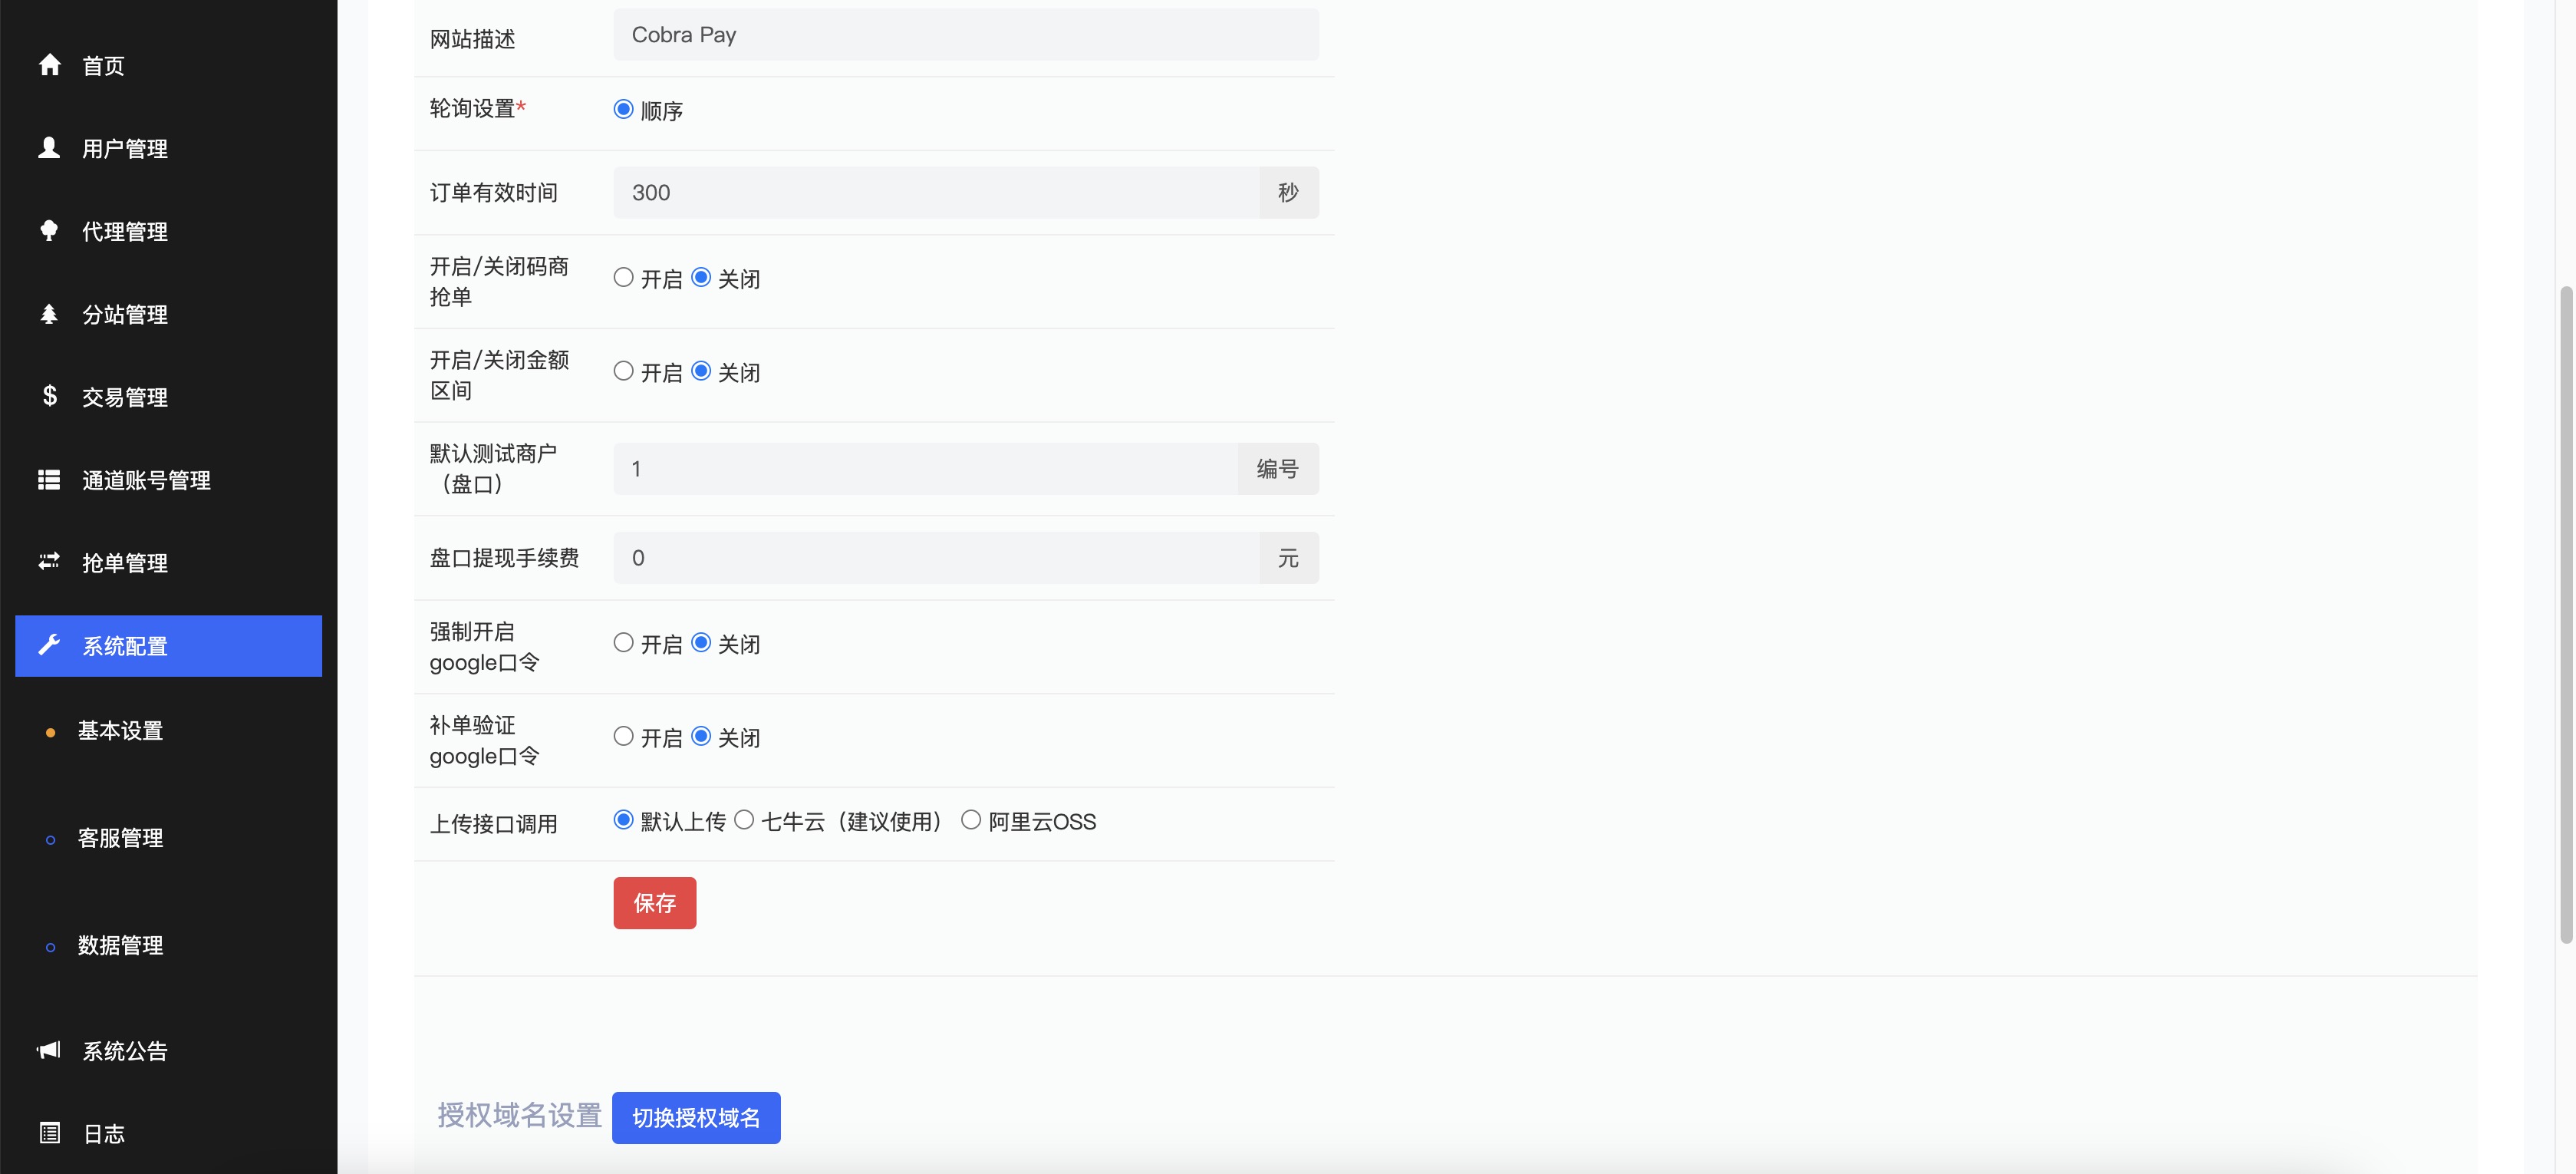 首页
用户管理
代理管理
分站管理
交易管理
通道账号管理
抢单管理
系统配置
基本设置
客服管理
数据管理
系统公告
日志
网站描述 Cobra Pay
轮询设置* 顺序
订单有效时间 300 秒
开启/关闭码商
抢单
开启 关闭
开启/关闭金额
区间
开启 关闭
默认测试商户
（盘口）
1 编号
盘口提现手续费 0 元
强制开启
google口令
开启 关闭
补单验证
google口令
开启 关闭
上传接口调用 默认上传 七牛云（建议使用） 阿里云OSS
保存
授权域名设置 切换授权域名